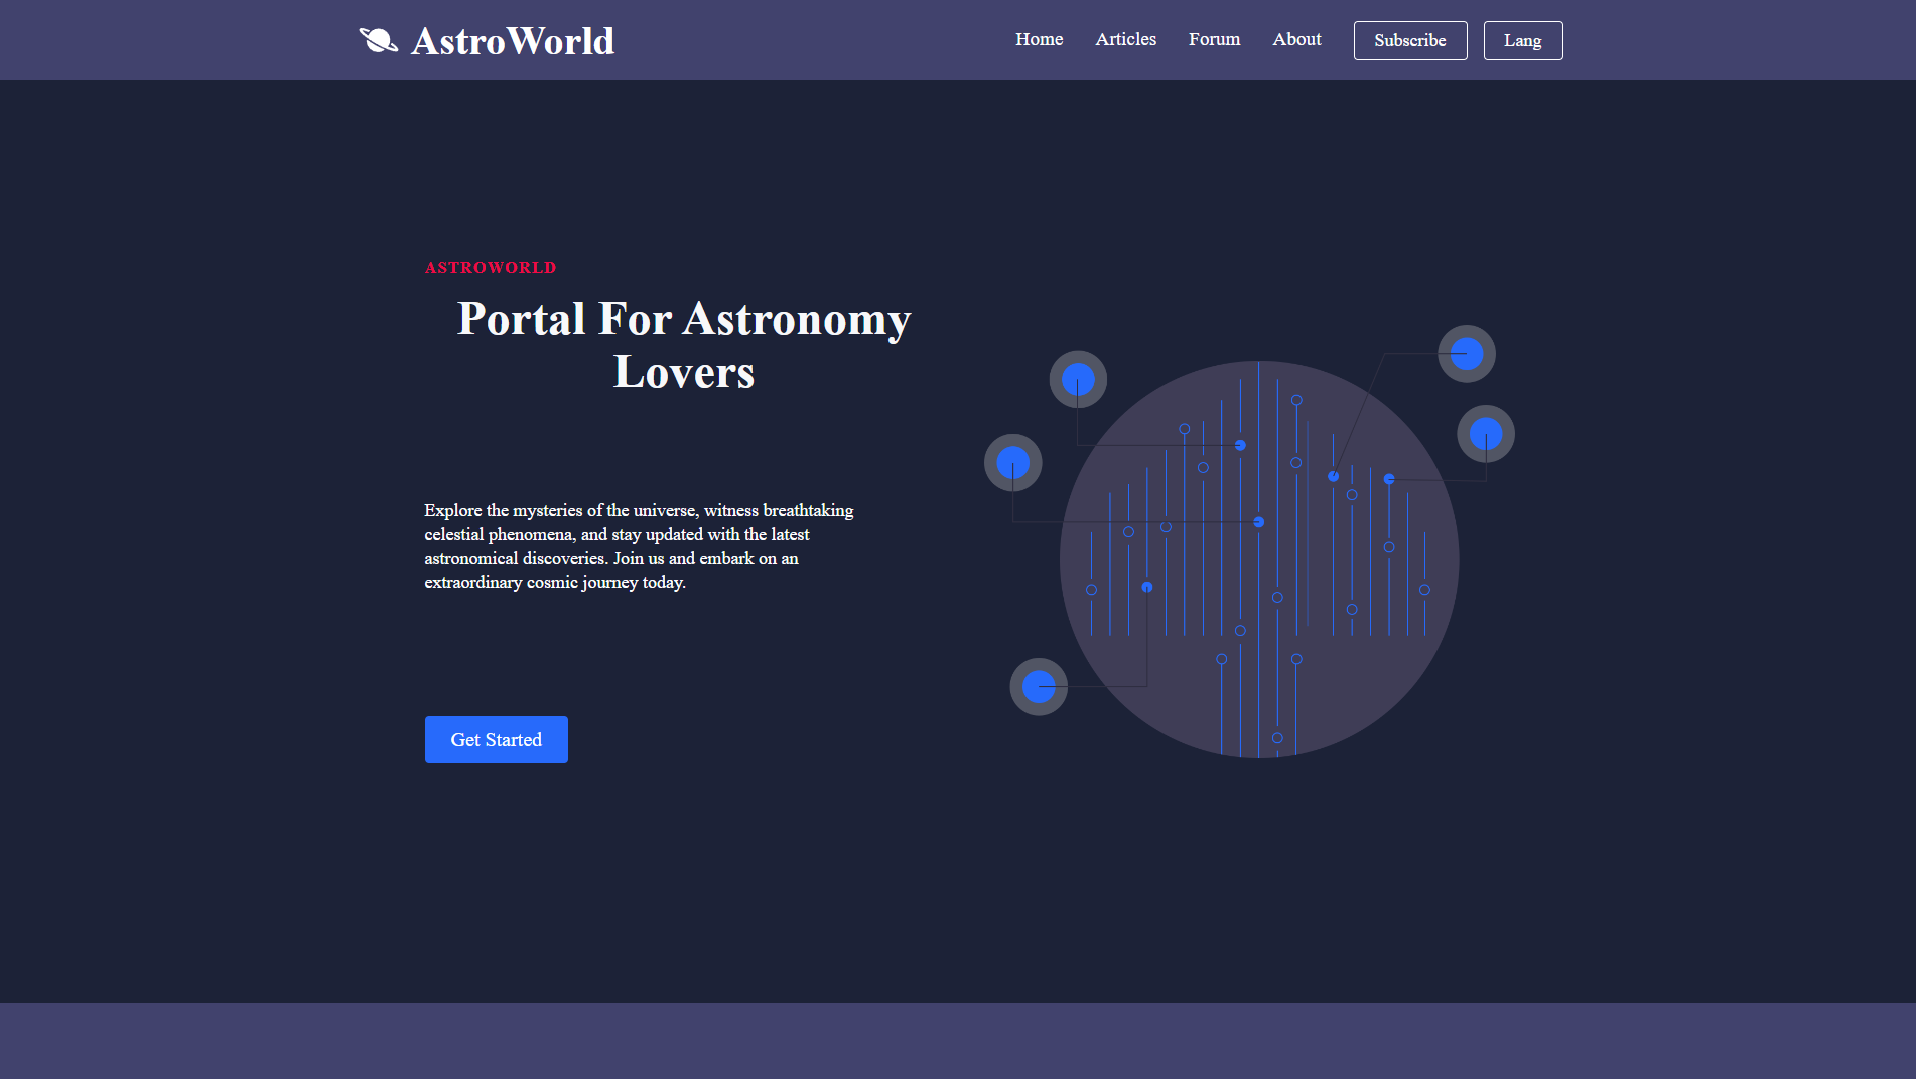 AstroWorld
Home Articles Forum About Subscribe Lang
ASTROWORLD
Portal For Astronomy
Lovers
Explore the mysteries of the universe, witness breathtaking
celestial phenomena, and stay updated with the latest
astronomical discoveries. Join us and embark on an
extraordinary cosmic journey today.
Get Started